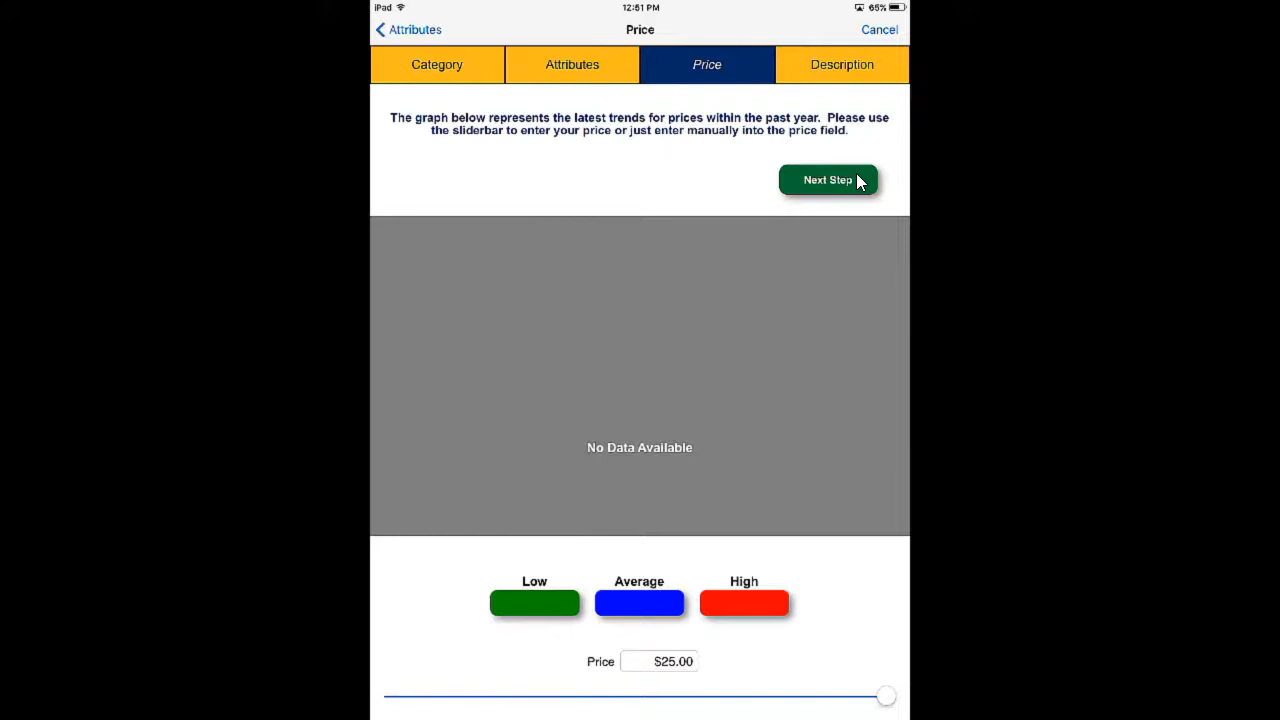 iPad 12:51 PM 65%
Attributes Price Cancel
Category Attributes Price Description
The graph below represents the latest trends for prices within the past year. Please use
the sliderbar to enter your price or just enter manually into the price field.
Next Step
No Data Available
Low Average High
Price $25.00